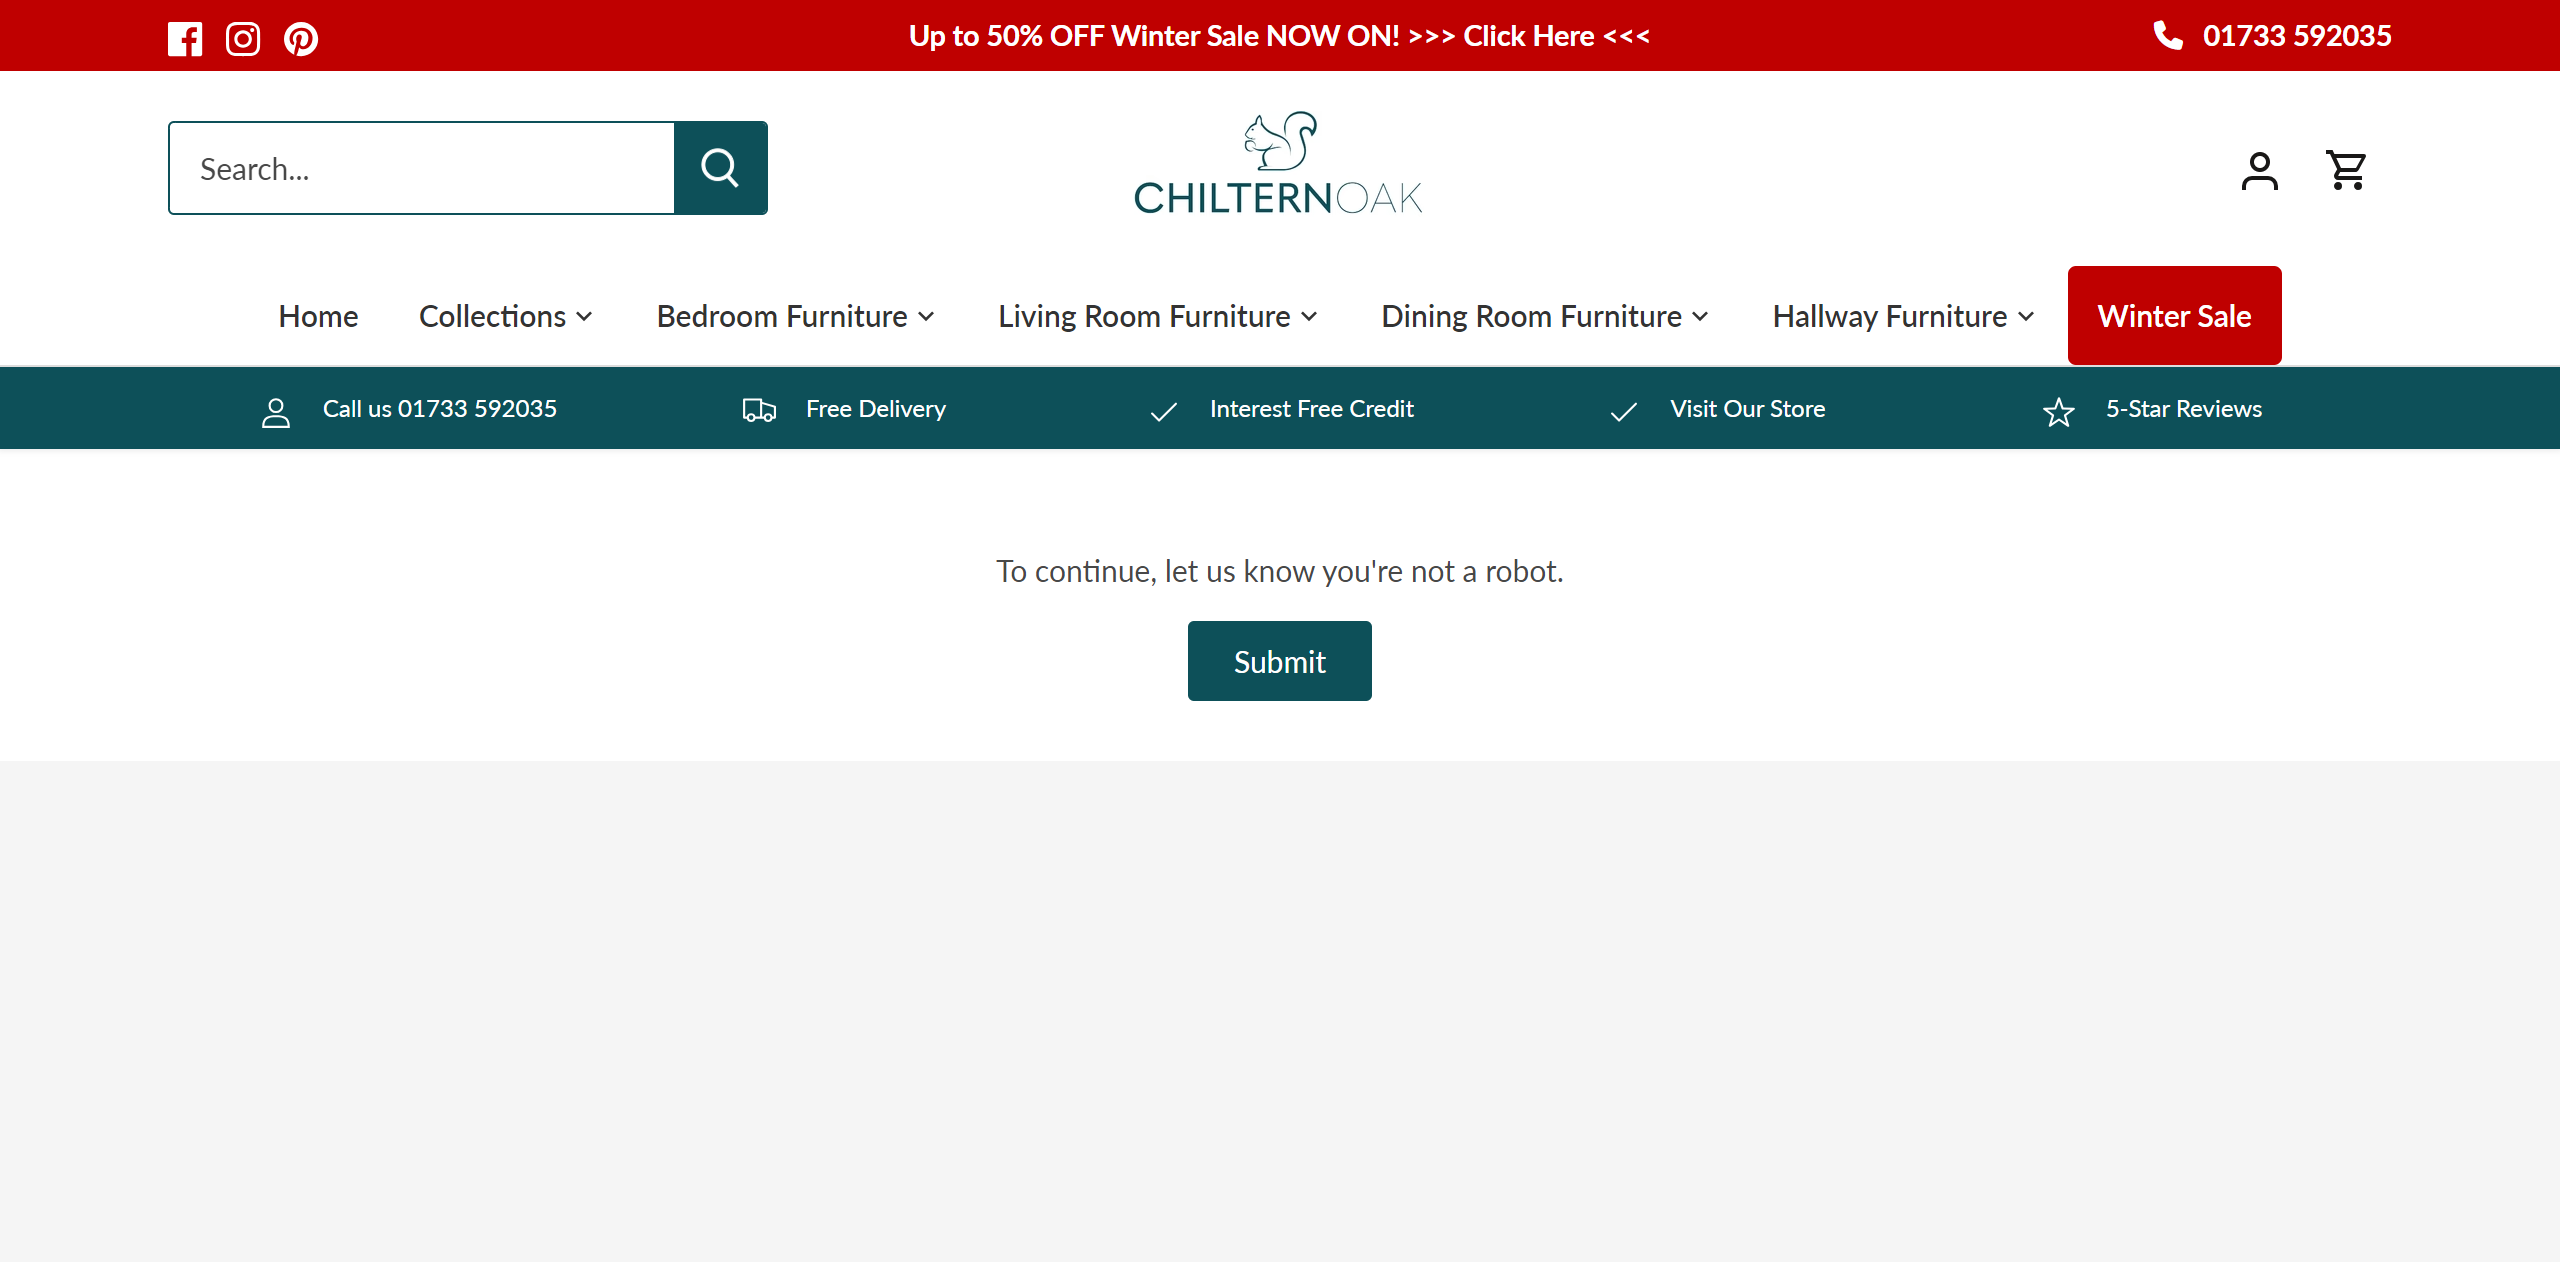 Up to 50% OFF Winter Sale NOW ON! >>> Click Here <<<
01733 592035
Search...
CHILTERNOAK
Home
Collections
Bedroom Furniture
Living Room Furniture
Dining Room Furniture
Hallway Furniture
Winter Sale
Call us 01733 592035
Free Delivery
Interest Free Credit
Visit Our Store
5-Star Reviews
To continue, let us know you're not a robot.
Submit